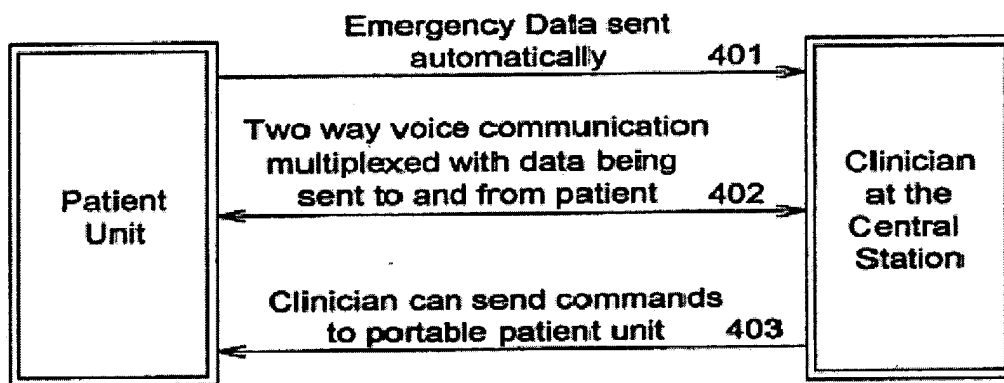 Emergency Data sent
automatically 401
Two way voice communication
multiplexed with data being
sent to and from patient 402
Clinician can send commands
to portable patient unit 403
Patient
Unit
Clinician
at the
Central
Station